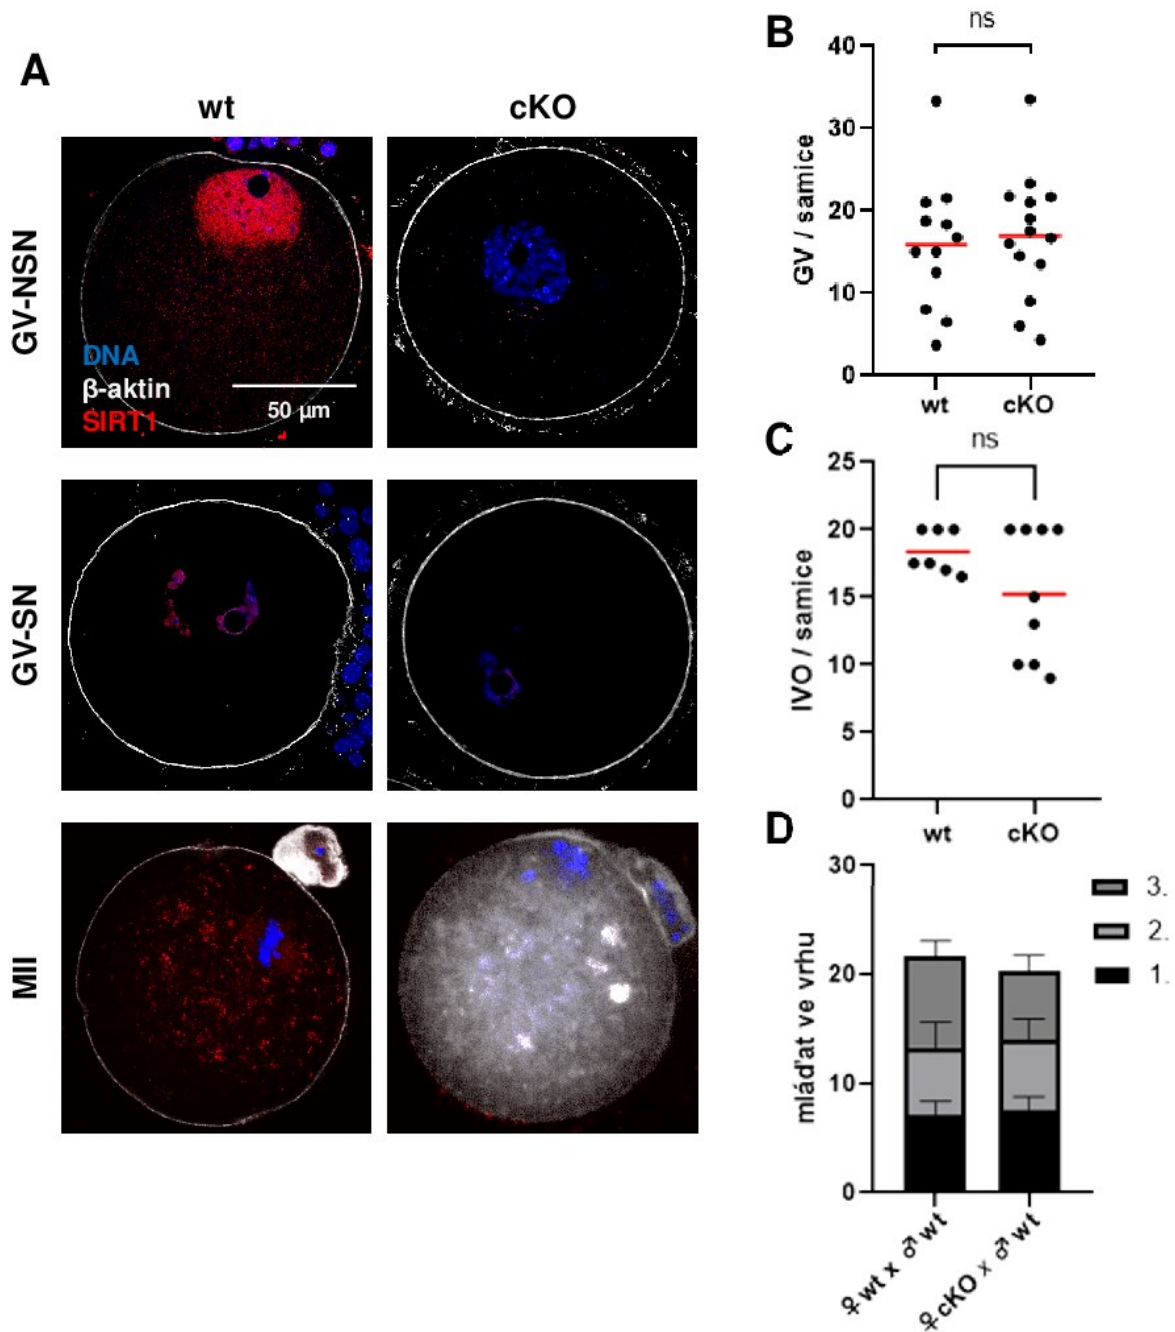 A
wt
cKO
GV-NSN
DNA
β-aktin
SIRT1
50 µm
GV-SN
MII
B
ns
40
30
20
10
0
GV / samice
wt
cKO
C
ns
25
20
15
10
5
0
IVO / samice
wt
cKO
D
30
20
10
0
mláďat ve vrhu
3.
2.
1.
♀wt x ♂wt
♀cKO x ♂wt